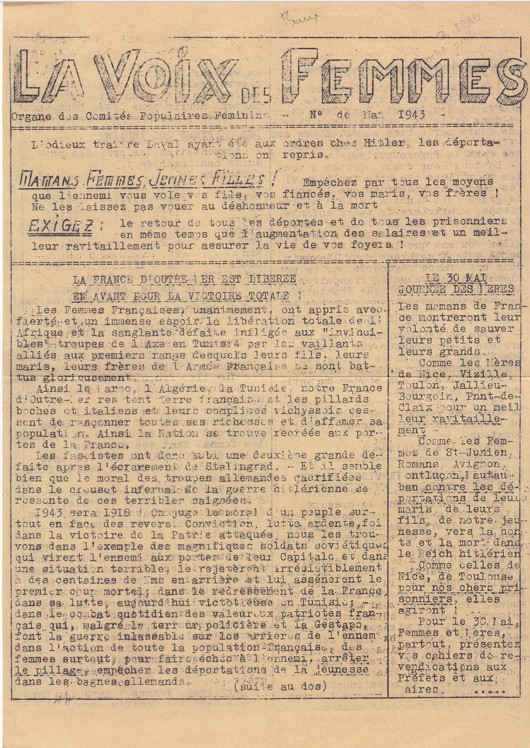 LA VOIX DES FEMMES
Organe des Comités Populaires Féminins - N° de Mai 1943 -
L'odieux traitre Laval ayant été aux ordres chez Hitler, les déporta-
tions on repris.
MAMANS, FEMMES, JEUNES FILLES ! Empêchez par tous les moyens
que l'ennemi vous vole vos fils, vos fiancés, vos maris, vos frères !
Ne les laissez pas vouer au déshonneur et à la mort
EXIGEZ : le retour de tous les déportés et de tous les prisonniers
en même temps que l'augmentation des salaires et un meil-
leur ravitaillement pour assurer la vie de vos foyers !
LA FRANCE D'OUTRE-MER EST LIBEREE
EN AVANT POUR LA VICTOIRE TOTALE !
Les Femmes Françaises, unanimement, ont appris avec
fierté et un immense espoir la libération totale de l'
Afrique et la sanglante défaite infligée aux "invinci-
bles" troupes de l'Axe en Tunisie par les vaillants
alliés aux premiers rangs desquels leurs fils, leurs
maris, leurs frères de l'Armée Française se sont bat-
tus glorieusement.
Ainsi le Maroc, l'Algérie, la Tunisie, notre France
d'Outre-Mer restent terre française et les pillards
boches et italiens et leurs complices vichyssois ces-
sent de rançonner toutes ses richesses et d'affamer sa
population. Ainsi la Nation se trouve recréée aux por-
tes de la France.
Les fascistes ont donc subi une deuxième grande dé-
faite après l'écrasement de Stalingrad. - Et il semble
bien que le moral des troupes allemandes sacrifiées
dans le creuset infernal de la guerre hitlérienne se
ressente de ces terribles saignées.
1943 sera 1918 ! On juge le moral d'un peuple sur-
tout en face des revers. Conviction, lutte ardente, foi
dans la victoire de la Patrie attaquée, nous les trou-
vons dans l'exemple des magnifiques Soldats soviétiques
qui virent l'ennemi aux portes de leur Capitale et dans
une situation terrible, le rejetèrent irrésistiblement
à des centaines de Kms en arrière et lui assénèrent le
premier coup mortel; dans le redressement de la France
dans sa lutte, aujourd'hui victorieuse en Tunisie;
dans le combat quotidien des valeureux patriotes fran-
çais qui, malgré la terreur policière et la Gestapo,
font la guerre inlassable sur les arrières de l'ennemi
dans l'action de toute la population française, des
femmes surtout, pour faire échec à l'ennemi, arrêter
le pillage, empêcher les déportations de la jeunesse
dans les bagnes allemands.
(suite au dos)
LE 30 MAI
JOURNEE DES MERES
Les mamans de Fran-
ce montreront leur
volonté de sauver
leurs petits et
leurs grands.
Comme les Mères
de Nice, Vizille,
Toulon, Jallieu-
Bourgoin, Pont-de-
Claix pour un meil
leur ravitaille-
ment
Comme les Fem-
mes de St-Junien,
Romans Avignon,
Montluçon,
ban contre les dé-
portations de leurs
maris de leurs
fils, de notre jeu-
nesse, vers la hon-
te et la mort dans
le Reich hitlérien
Comme celles de
Nice, de Toulouse
pour nos chers pri-
sonniers, elles
agiront !
Pour le 30 Mai,
Femmes et Mères,
partout, présentez
vos cahiers de re-
vendications aux
Préfets et aux
aires. .....